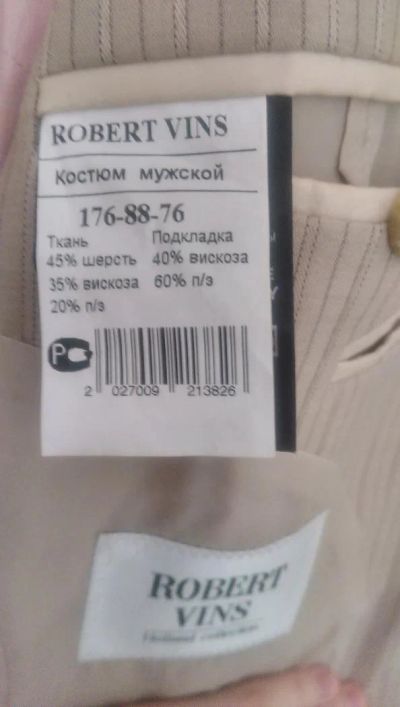 ROBERT VINS
Костюм мужской
176-88-76
Ткань Подкладка
45% шерсть 40% вискоза
35% вискоза 60% п/э
20% п/э
2 027009 213826
ROBERT
VINS